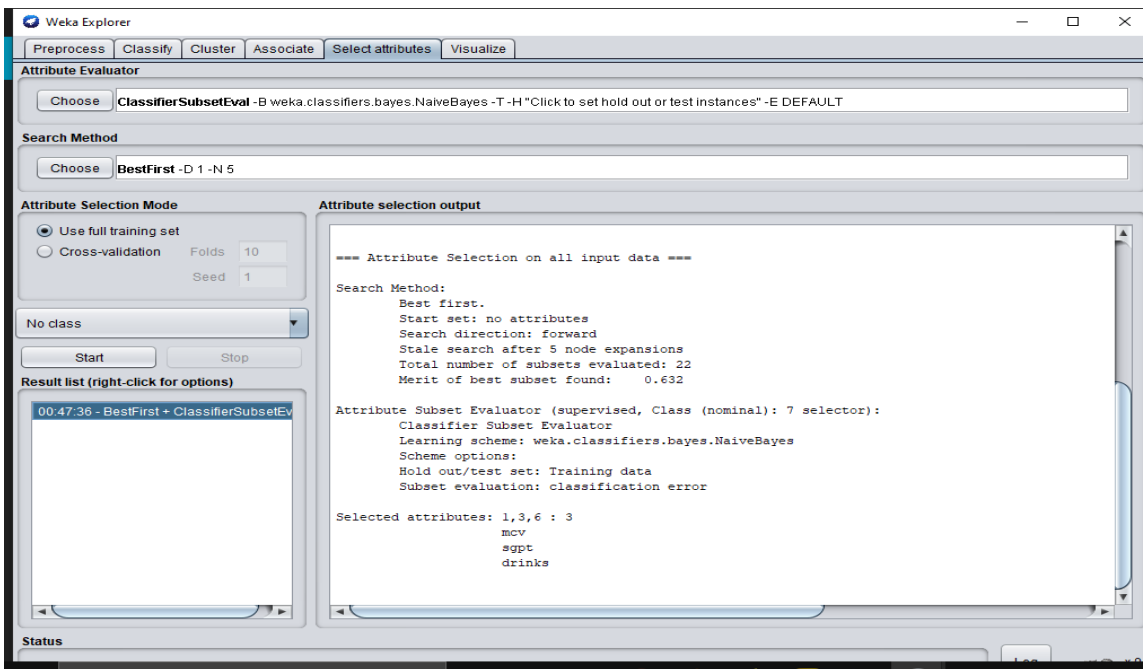 Weka Explorer
Preprocess Classify Cluster Associate Select attributes Visualize
Attribute Evaluator
Choose ClassifierSubsetEval -B weka.classifiers.bayes.NaiveBayes -T -H "Click to set hold out or test instances" -E DEFAULT
Search Method
Choose BestFirst -D 1 -N 5
Attribute Selection Mode
Use full training set
Cross-validation Folds 10
Seed 1
No class
Start Stop
Result list (right-click for options)
00:47:36 - BestFirst + ClassifierSubsetEv
Attribute selection output
=== Attribute Selection on all input data ===
Search Method:
Best first.
Start set: no attributes
Search direction: forward
Stale search after 5 node expansions
Total number of subsets evaluated: 22
Merit of best subset found: 0.632
Attribute Subset Evaluator (supervised, Class (nominal): 7 selector):
Classifier Subset Evaluator
Learning scheme: weka.classifiers.bayes.NaiveBayes
Scheme options:
Hold out/test set: Training data
Subset evaluation: classification error
Selected attributes: 1,3,6 : 3
mcv
sgpt
drinks
Status
Log